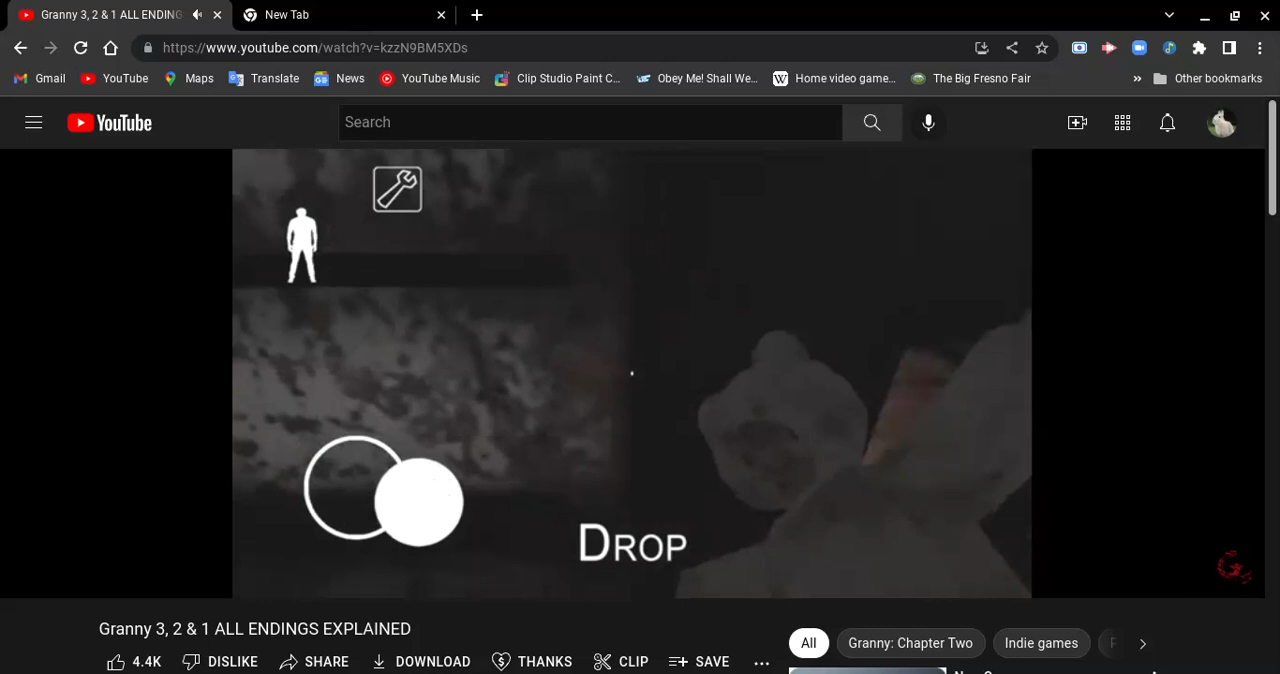 Granny 3, 2 & 1 ALL ENDING
New Tab
https://www.youtube.com/watch?v=kzzN9BM5XDs
Gmail YouTube Maps Translate News YouTube Music Clip Studio Paint C... Obey Me! Shall We... Home video game... The Big Fresno Fair » Other bookmarks
YouTube
Search
DROP
Granny 3, 2 & 1 ALL ENDINGS EXPLAINED
All Granny: Chapter Two Indie games
4.4K DISLIKE SHARE DOWNLOAD THANKS CLIP SAVE ...